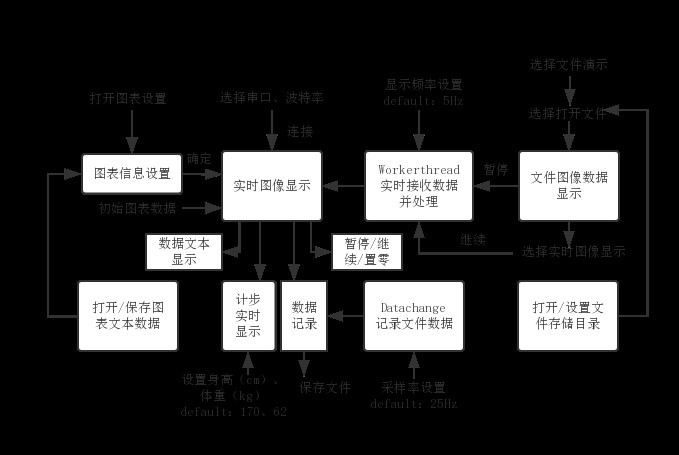 选择文件演示
打开图表设置
选择串口、波特率
显示频率设置
default: 5Hz
选择打开文件
连接
图表信息设置
确定
实时图像显示
Workerthread
实时接收数据
并处理
暂停
文件图像数据
显示
初始图表数据
数据文本
显示
暂停/继
续/置零
继续
选择实时图像显示
打开/保存图
表文本数据
计步
实时
显示
数据
记录
Datachange
记录文件数据
打开/设置文
件存储目录
设置身高（cm）、
体重（kg）
default: 170、62
保存文件
采样率设置
default: 25Hz